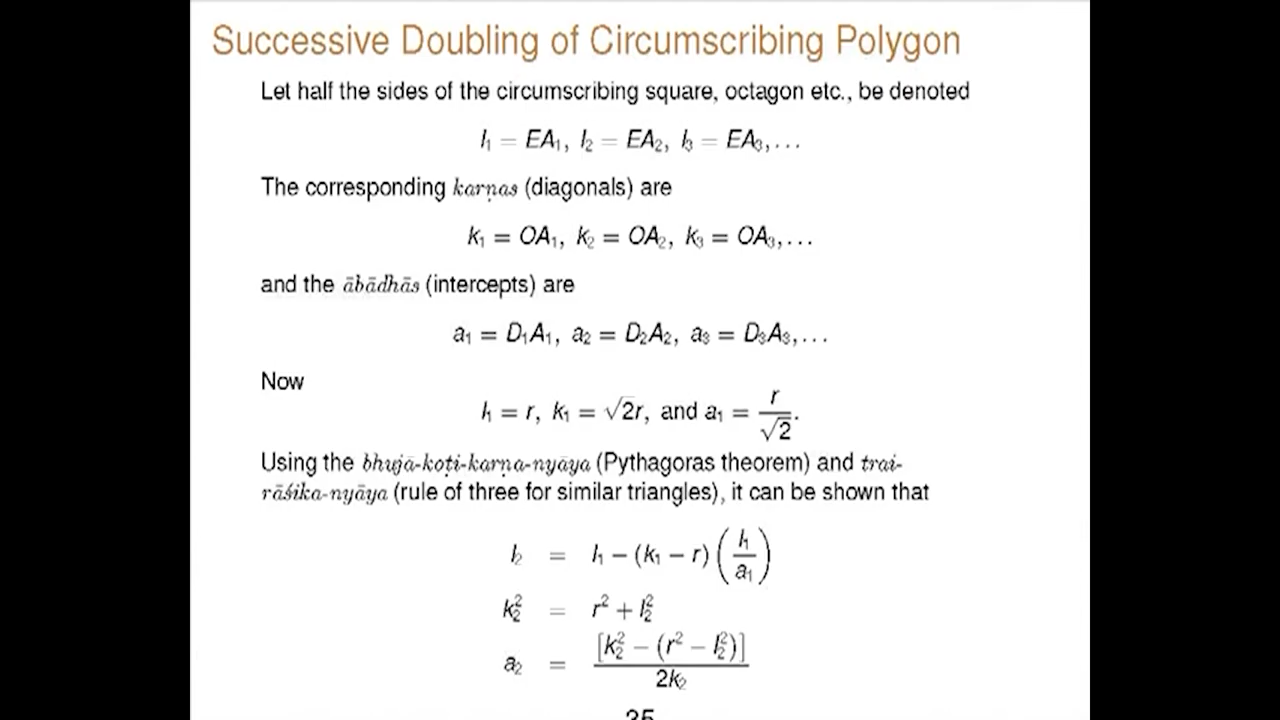 Successive Doubling of Circumscribing Polygon
Let half the sides of the circumscribing square, octagon etc., be denoted
l₁ = EA₁, l₂ = EA₂, l₃ = EA₃, . . .
The corresponding karṇas (diagonals) are
k₁ = OA₁, k₂ = OA₂, k₃ = OA₃, . . .
and the ābādhās (intercepts) are
a₁ = D₁A₁, a₂ = D₂A₂, a₃ = D₃A₃, . . .
Now
l₁ = r, k₁ = √2r, and a₁ = r/√2.
Using the bhujā-koṭi-karṇa-nyāya (Pythagoras theorem) and trai-
rāśika-nyāya (rule of three for similar triangles), it can be shown that
l₂ = l₁ − (k₁ − r) (l₁/a₁)
k₂² = r² + l₂²
a₂ = [k₂² − (r² − l₂²)]/2k₂